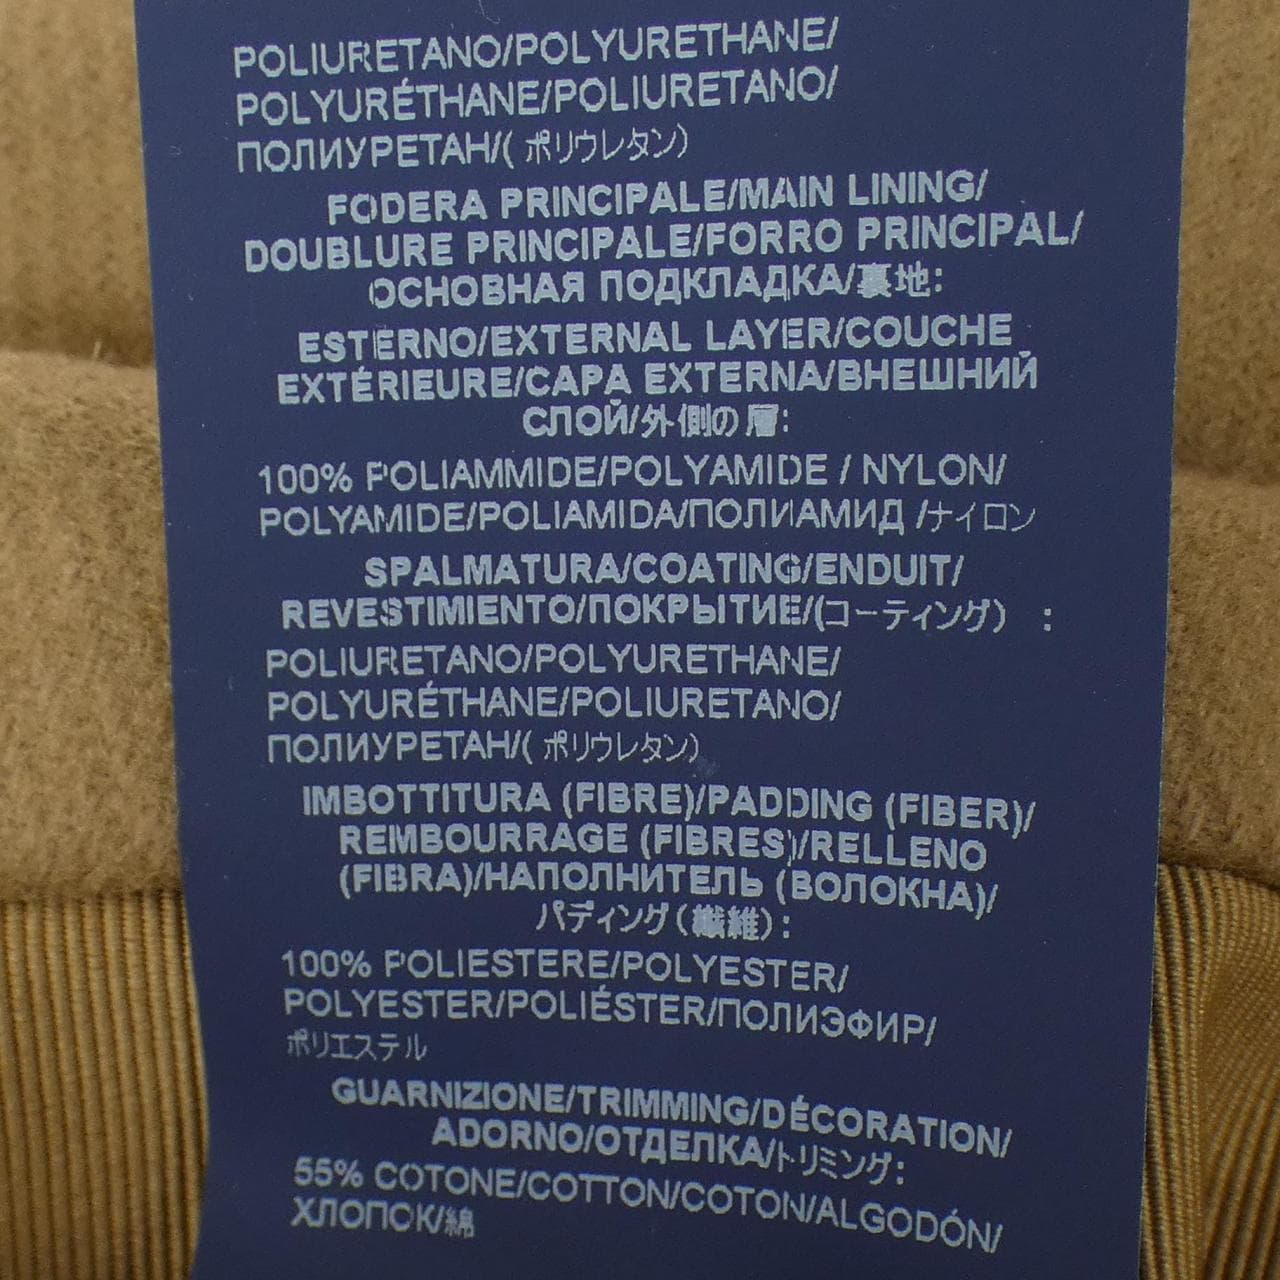 POLIURETANO/POLYURETHANE/
POLYURÉTHANE/POLIURETANO/
ПОЛИУРЕТАН/( ポリウレタン)
FODERA PRINCIPALE/MAIN LINING/
DOUBLURE PRINCIPALE/FORRO PRINCIPAL/
ОСНОВНАЯ ПОДКЛАДКА/裏地:
ESTERNO/EXTERNAL LAYER/COUCHE
EXTÉRIEURE/CAPA EXTERNA/ВНЕШНИЙ
СЛОЙ/外側の層:
100% POLIAMMIDE/POLYAMIDE / NYLON/
POLYAMIDE/POLIAMIDA/ПОЛИАМИД /ナイロン
SPALMATURA/COATING/ENDUIT/
REVESTIMIENTO/ПОКРЫТИЕ/(コーティング) :
POLIURETANO/POLYURETHANE/
POLYURÉTHANE/POLIURETANO/
ПОЛИУРЕТАН/( ポリウレタン)
IMBOTTITURA (FIBRE)/PADDING (FIBER)/
REMBOURRAGE (FIBRES)/RELLENO
(FIBRA)/НАПОЛНИТЕЛЬ (ВОЛОКНА)/
パディング(繊維):
100% POLIESTERE/POLYESTER/
POLYESTER/POLIÉSTER/ПОЛИЭФИР/
ポリエステル
GUARNIZIONE/TRIMMING/DÉCORATION/
ADORNO/ОТДЕЛКА/トリミング:
55% COTONE/COTTON/COTON/ALGODÓN/
ХЛОПОК/綿